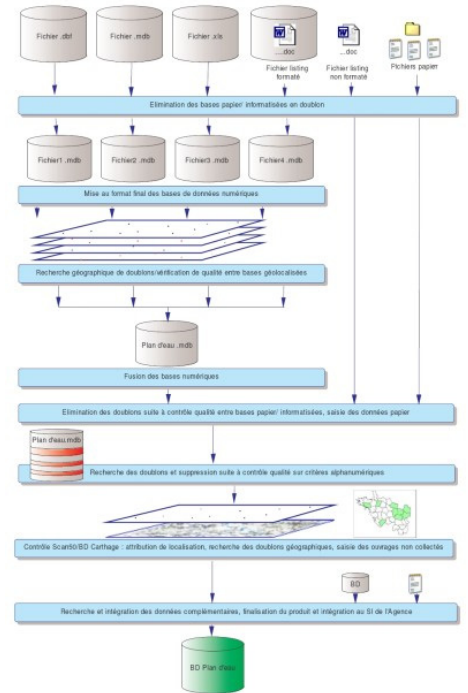 Fichier .dbf
Fichier .mdb
Fichier .xls
....doc
Fichier listing
formaté
....doc
Fichier listing
non formaté
Fichiers papier
Elimination des bases papier/ informatisées en doublon
Fichier1 .mdb
Fichier2 .mdb
Fichier3 .mdb
Fichier4 .mdb
Mise au format final des bases de données numériques
Recherche géographique de doublons/vérification de qualité entre bases géolocalisées
Plan d'eau .mdb
Fusion des bases numériques
Elimination des doublons suite à contrôle qualité entre bases papier/ informatisées, saisie des données papier
Plan d'eau.mdb
Recherche des doublons et suppression suite à contrôle qualité sur critères alphanumériques
Contrôle Scan50/BD Carthage : attribution de localisation, recherche des doublons géographiques, saisie des ouvrages non collectés
BD
Recherche et intégration des données complémentaires, finalisation du produit et intégration au SI de l'Agence
BD Plan d'eau